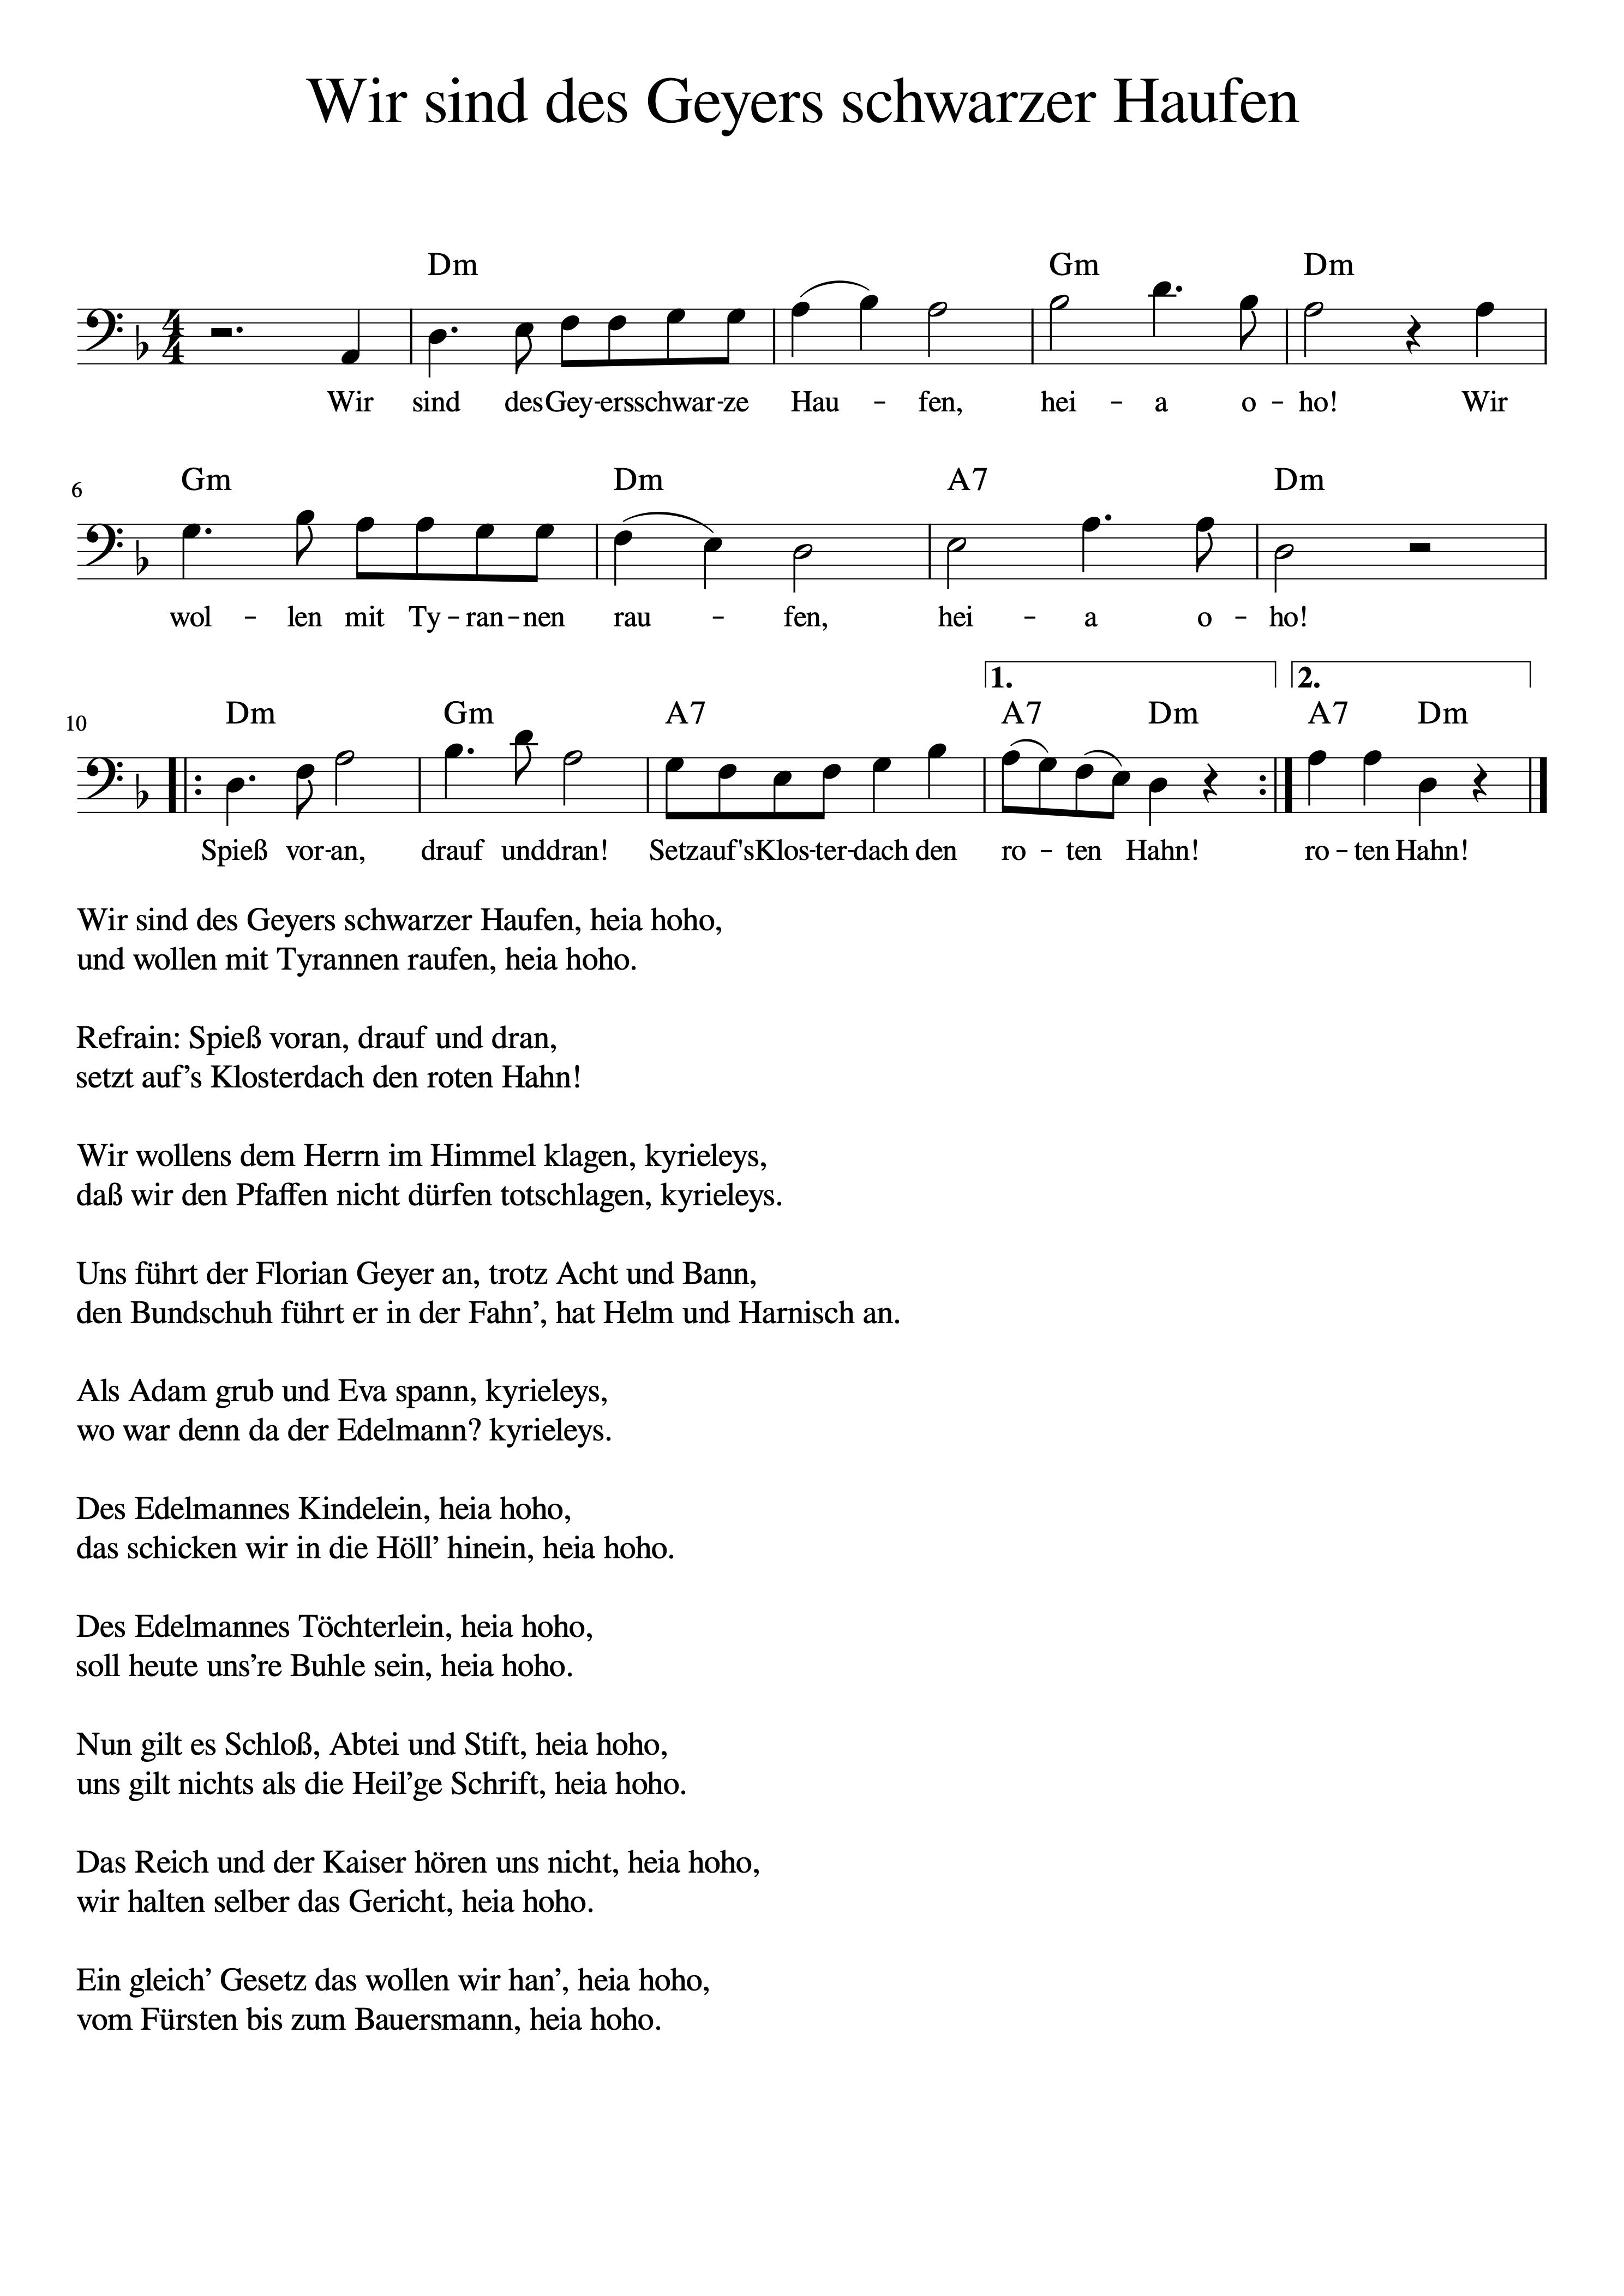 Wir sind des Geyers schwarzer Haufen
Dm Gm Dm
4
4
Wir sind des Gey-ers schwar-ze Hau - fen, hei - a o - ho! Wir
Gm Dm A7 Dm
6
wol - len mit Ty - ran - nen rau - fen, hei - a o - ho!
1. 2.
Dm Gm A7 A7 Dm A7 Dm
10
Spieß vor-an, drauf und dran! Setz auf's Klos-ter-dach den ro - ten Hahn! ro - ten Hahn!
Wir sind des Geyers schwarzer Haufen, heia hoho,
und wollen mit Tyrannen raufen, heia hoho.
Refrain: Spieß voran, drauf und dran,
setzt auf’s Klosterdach den roten Hahn!
Wir wollens dem Herrn im Himmel klagen, kyrieleys,
daß wir den Pfaffen nicht dürfen totschlagen, kyrieleys.
Uns führt der Florian Geyer an, trotz Acht und Bann,
den Bundschuh führt er in der Fahn’, hat Helm und Harnisch an.
Als Adam grub und Eva spann, kyrieleys,
wo war denn da der Edelmann? kyrieleys.
Des Edelmannes Kindelein, heia hoho,
das schicken wir in die Höll’ hinein, heia hoho.
Des Edelmannes Töchterlein, heia hoho,
soll heute uns’re Buhle sein, heia hoho.
Nun gilt es Schloß, Abtei und Stift, heia hoho,
uns gilt nichts als die Heil’ge Schrift, heia hoho.
Das Reich und der Kaiser hören uns nicht, heia hoho,
wir halten selber das Gericht, heia hoho.
Ein gleich’ Gesetz das wollen wir han’, heia hoho,
vom Fürsten bis zum Bauersmann, heia hoho.